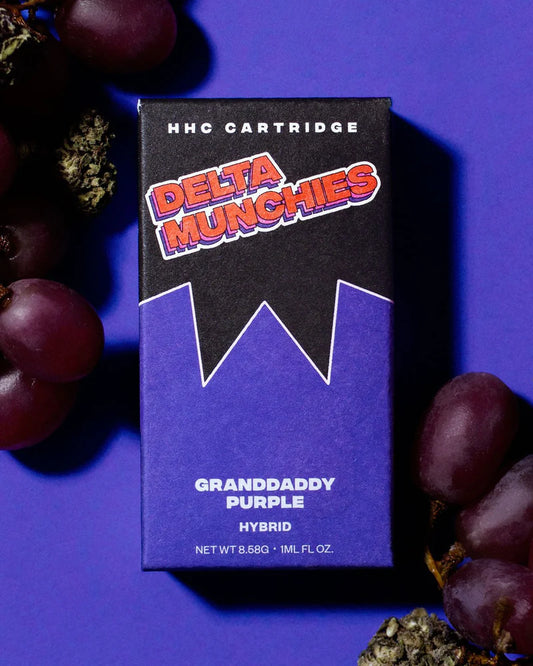 HHC CARTRIDGE
DELTA
MUNCHIES
GRANDDADDY
PURPLE
HYBRID
NET WT 8.58G • 1ML FL OZ.